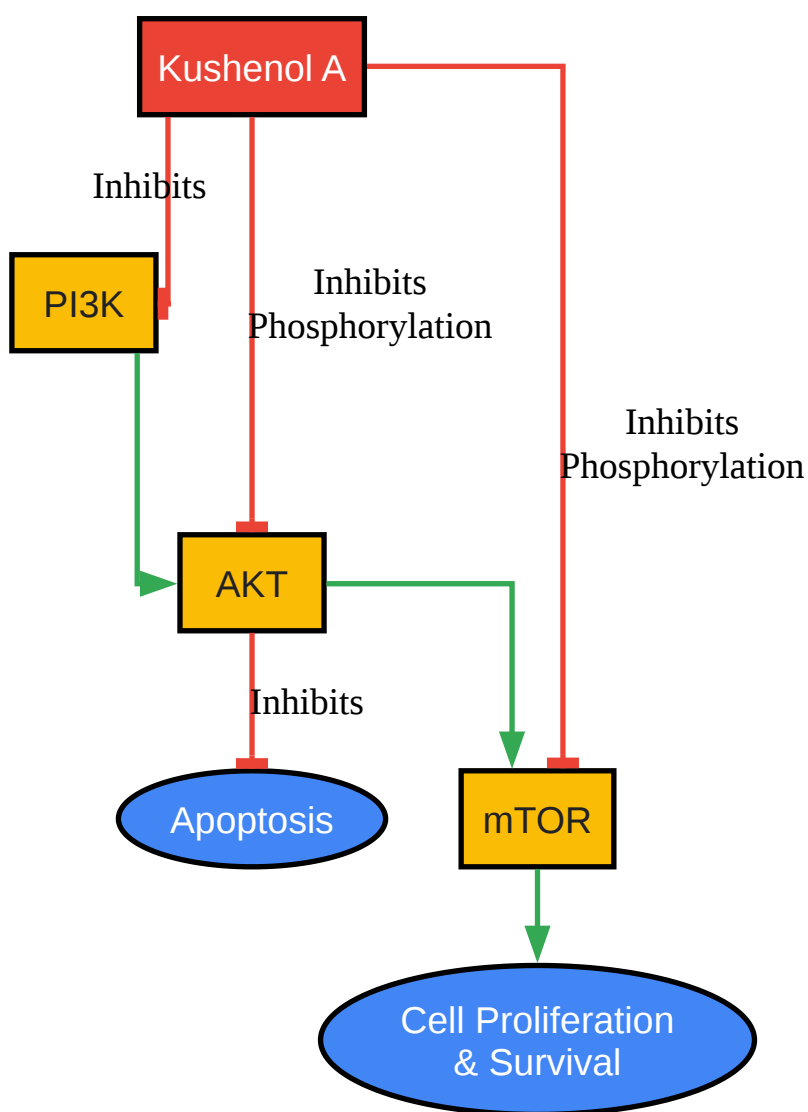 Kushenol A
Inhibits
PI3K
Inhibits
Phosphorylation
Inhibits
Phosphorylation
AKT
Inhibits
Apoptosis
mTOR
Cell Proliferation
& Survival